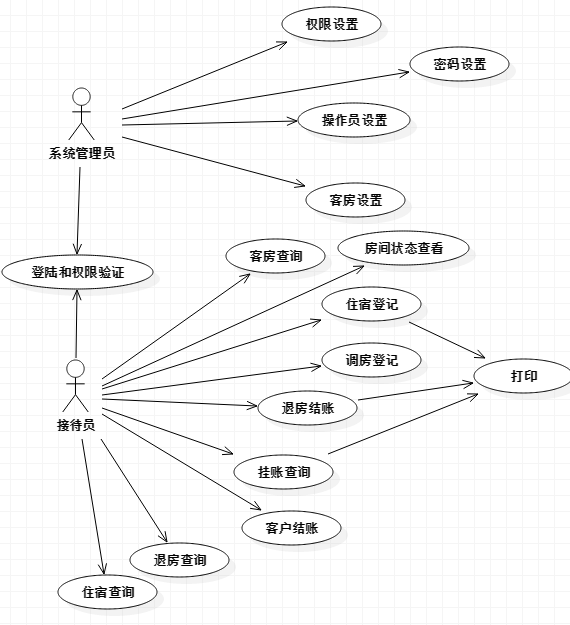 权限设置
密码设置
操作员设置
系统管理员
客房设置
房间状态查看
客房查询
登陆和权限验证
住宿登记
调房登记
打印
退房结账
接待员
挂账查询
客户结账
退房查询
住宿查询